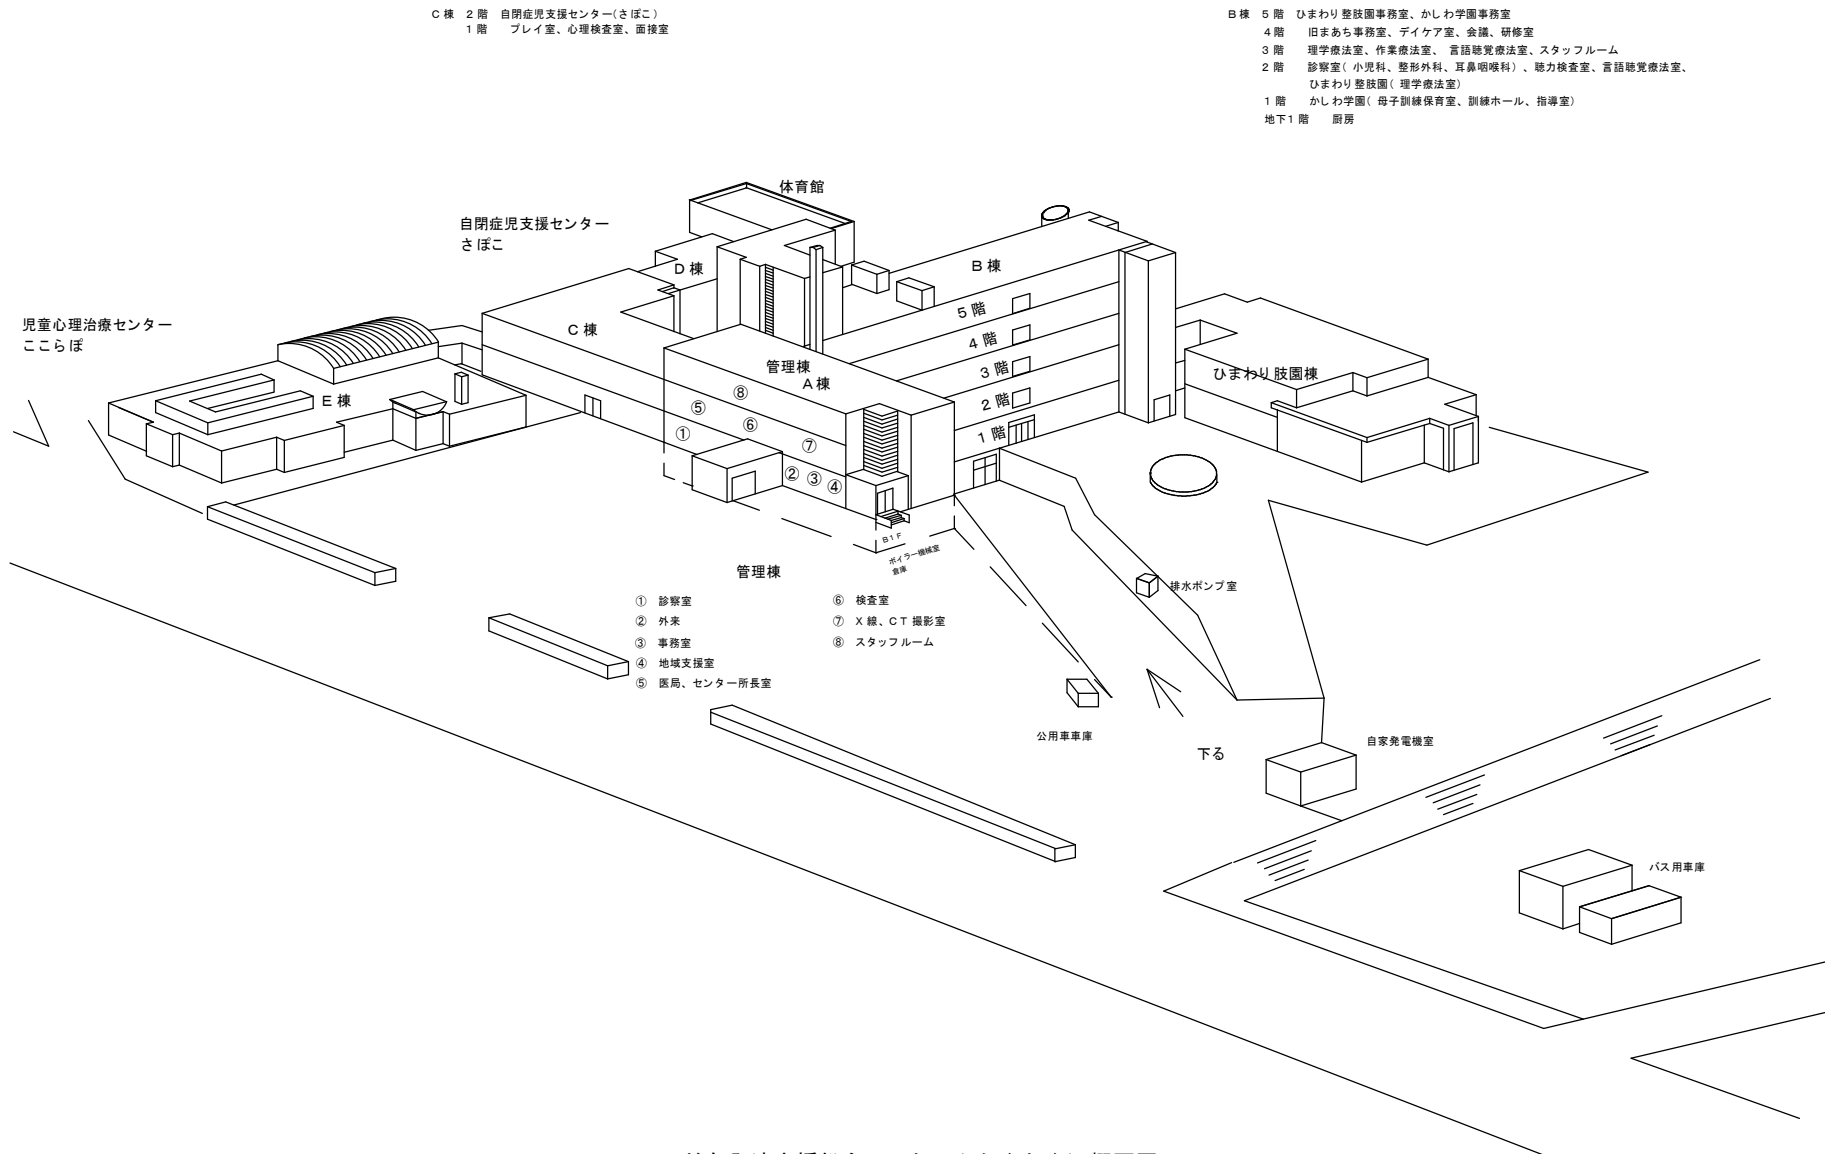 C棟 2階 自閉症児支援センター(さぽこ)
1階 プレイ室、心理検査室、面接室
B棟 5階 ひまわり整肢園事務室、かしわ学園事務室
4階 旧まあち事務室、デイケア室、会議、研修室
3階 理学療法室、作業療法室、 言語聴覚療法室、スタッフルーム
2階 診察室( 小児科、整形外科、耳鼻咽喉科) 、聴力検査室、言語聴覚療法室、
ひまわり整肢園( 理学療法室)
1階 かしわ学園( 母子訓練保育室、訓練ホール、指導室)
地下1階 厨房
体育館
自閉症児支援センター
さぽこ
D棟
B棟
C棟
児童心理治療センター
ここらぽ
5階
4階
3階
2階
1階
管理棟
A棟
ひまわり肢園棟
E棟
⑧
⑤
⑥
①
⑦
②
③
④
B1F
ボイラー機械室
倉庫
管理棟
① 診察室
② 外来
③ 事務室
④ 地域支援室
⑤ 医局、センター所長室
⑥ 検査室
⑦ X線、CT撮影室
⑧ スタッフルーム
排水ポンプ室
公用車車庫
下る
自家発電機室
バス用車庫